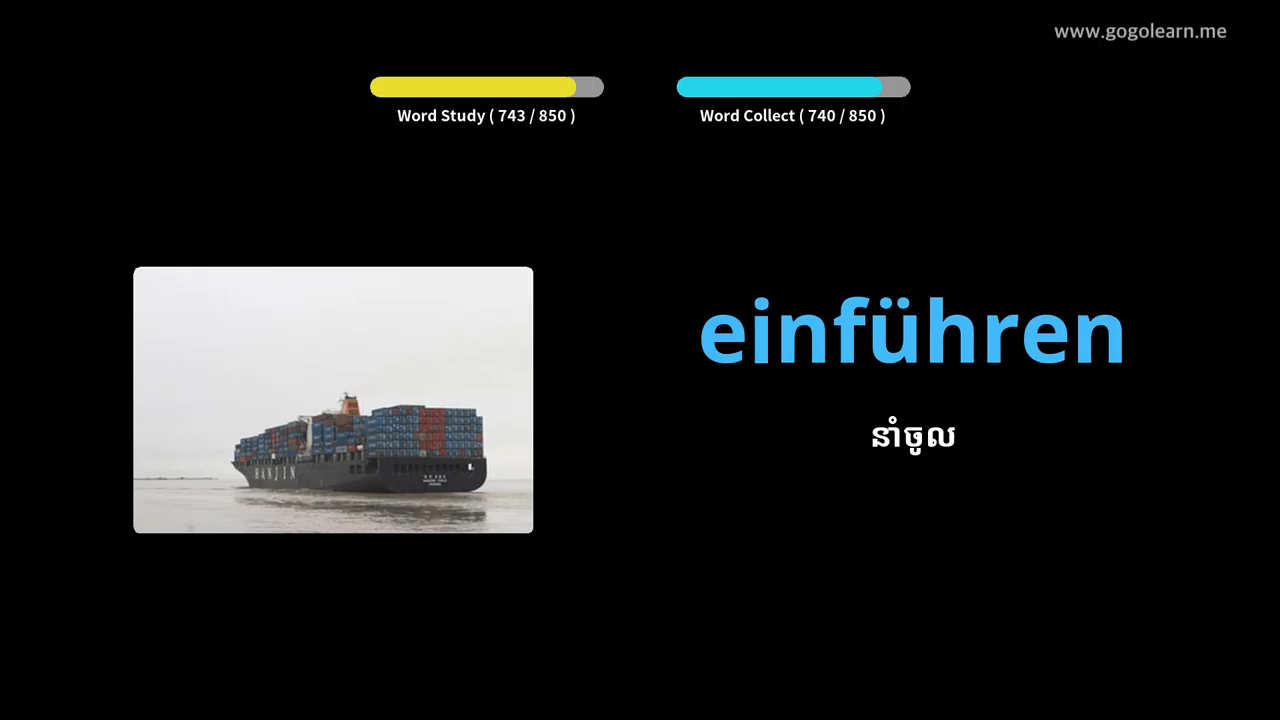 www.gogolearn.me
Word Study ( 743 / 850 )
Word Collect ( 740 / 850 )
einführen
នាំចូល
HANJIN